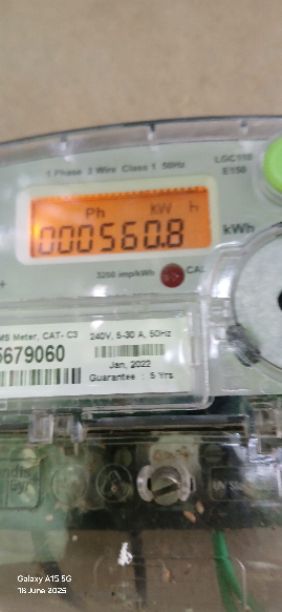 1 Phase 2 Wire Class 1 50Hz
LGC110
E150
Ph KW h
000560.8
kWh
3200 imp/kWh
CAL
MS Meter, CAT- C3
5679060
240V, 5-30 A, 50Hz
Jan, 2022
Guarantee : 5 Yrs
Galaxy A15 5G
18 June 2025